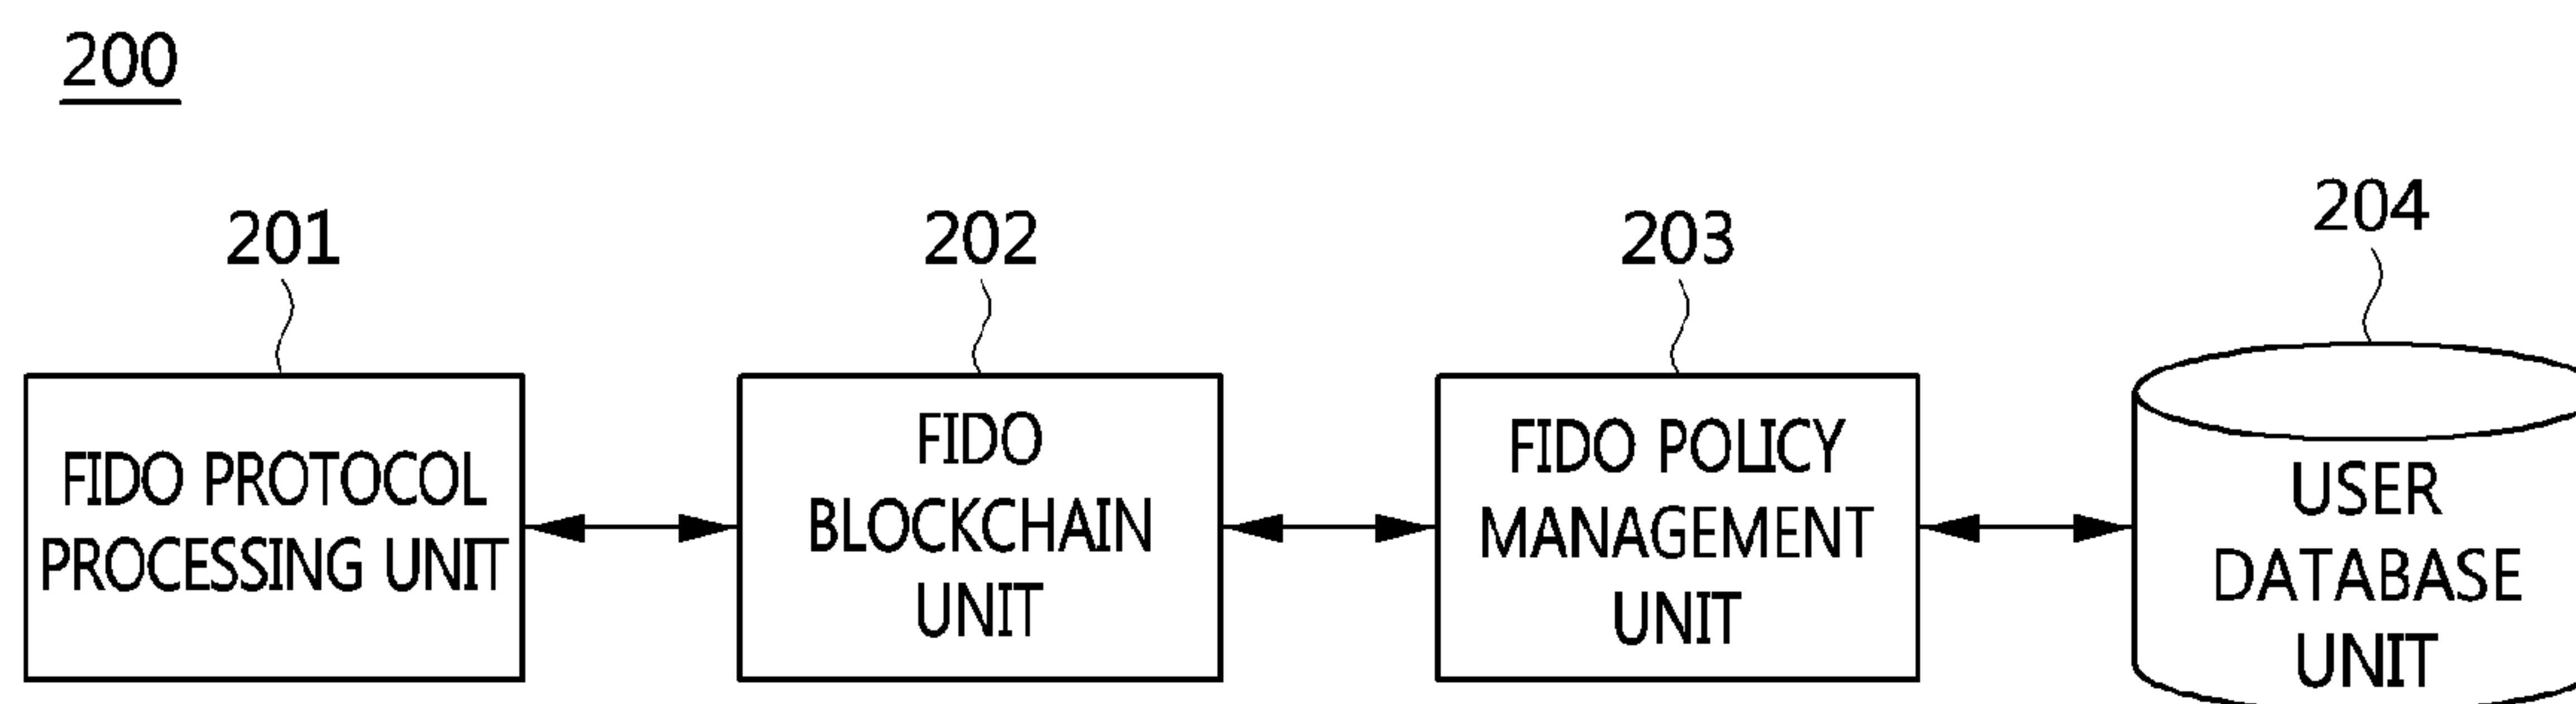 200
201
202
203
204
FIDO PROTOCOL
PROCESSING UNIT
FIDO
BLOCKCHAIN
UNIT
FIDO POLICY
MANAGEMENT
UNIT
USER
DATABASE
UNIT